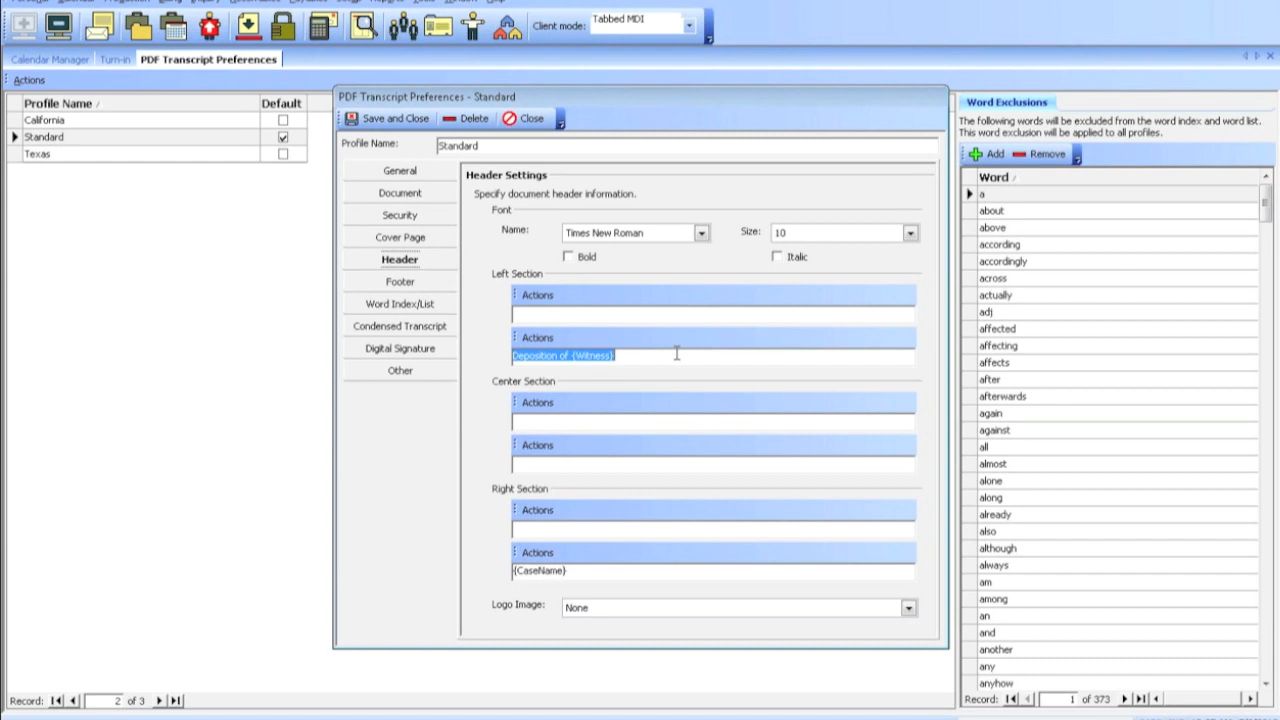 Client mode: Tabbed MDI
Calendar Manager Turn-in PDF Transcript Preferences
Actions
Profile Name / Default
California
Standard
Texas
Record: 2 of 3
PDF Transcript Preferences - Standard
Save and Close Delete Close
Profile Name: Standard
General
Document
Security
Cover Page
Header
Footer
Word Index/List
Condensed Transcript
Digital Signature
Other
Header Settings
Specify document header information.
Font
Name: Times New Roman Size: 10
Bold Italic
Left Section
Actions
Actions
Deposition of {Witness}
Center Section
Actions
Actions
Right Section
Actions
Actions
{CaseName}
Logo Image: None
Word Exclusions
The following words will be excluded from the word index and word list.
This word exclusion will be applied to all profiles.
Add Remove
Word /
a
about
above
according
accordingly
across
actually
adj
affected
affecting
affects
after
afterwards
again
against
all
almost
alone
along
already
also
although
always
am
among
an
and
another
any
anyhow
Record: 1 of 373